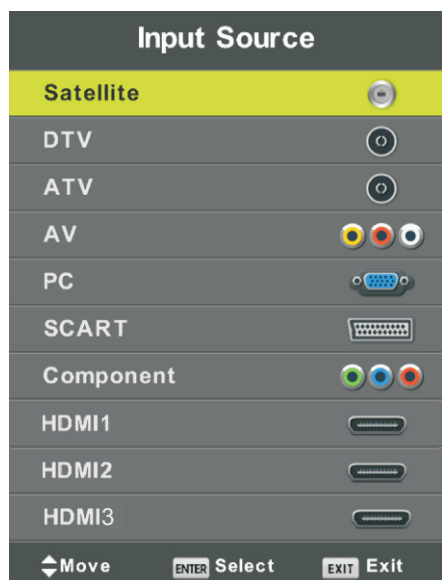 Input Source
Satellite
DTV
ATV
AV
PC
SCART
Component
HDMI1
HDMI2
HDMI3
Move ENTER Select EXIT Exit